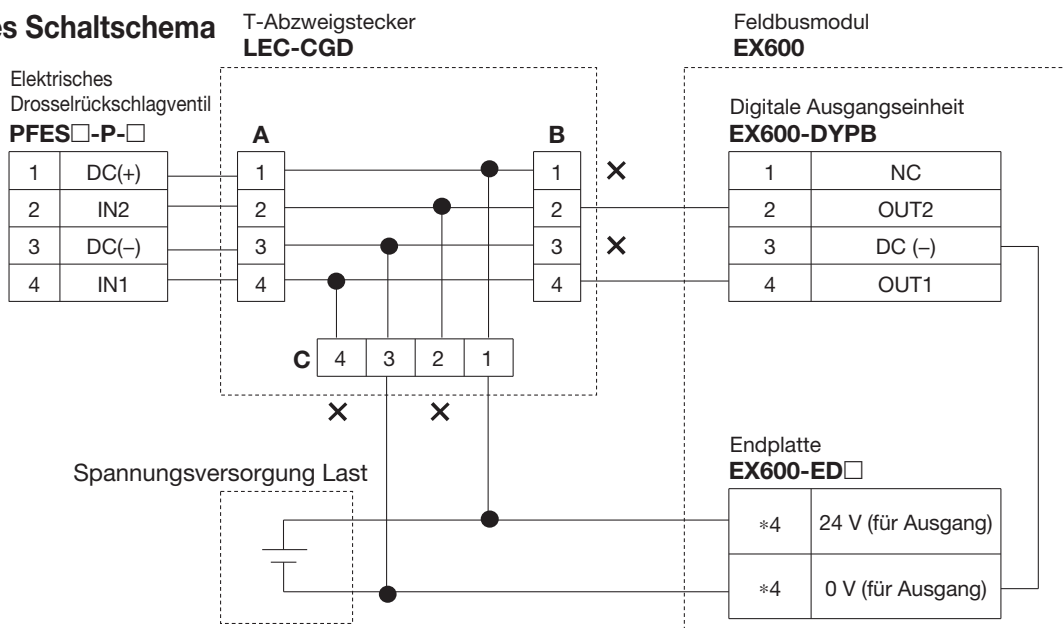 es Schaltschema
T-Abzweigstecker
LEC-CGD
Feldbusmodul
EX600
Elektrisches
Drosselrückschlagventil
PFES□-P-□
1 DC(+)
2 IN2
3 DC(–)
4 IN1
A
1
2
3
4
B
1 ×
2
3 ×
4
C 4 3 2 1
× ×
Digitale Ausgangseinheit
EX600-DYPB
1 NC
2 OUT2
3 DC (–)
4 OUT1
Spannungsversorgung Last
Endplatte
EX600-ED□
*4 24 V (für Ausgang)
*4 0 V (für Ausgang)